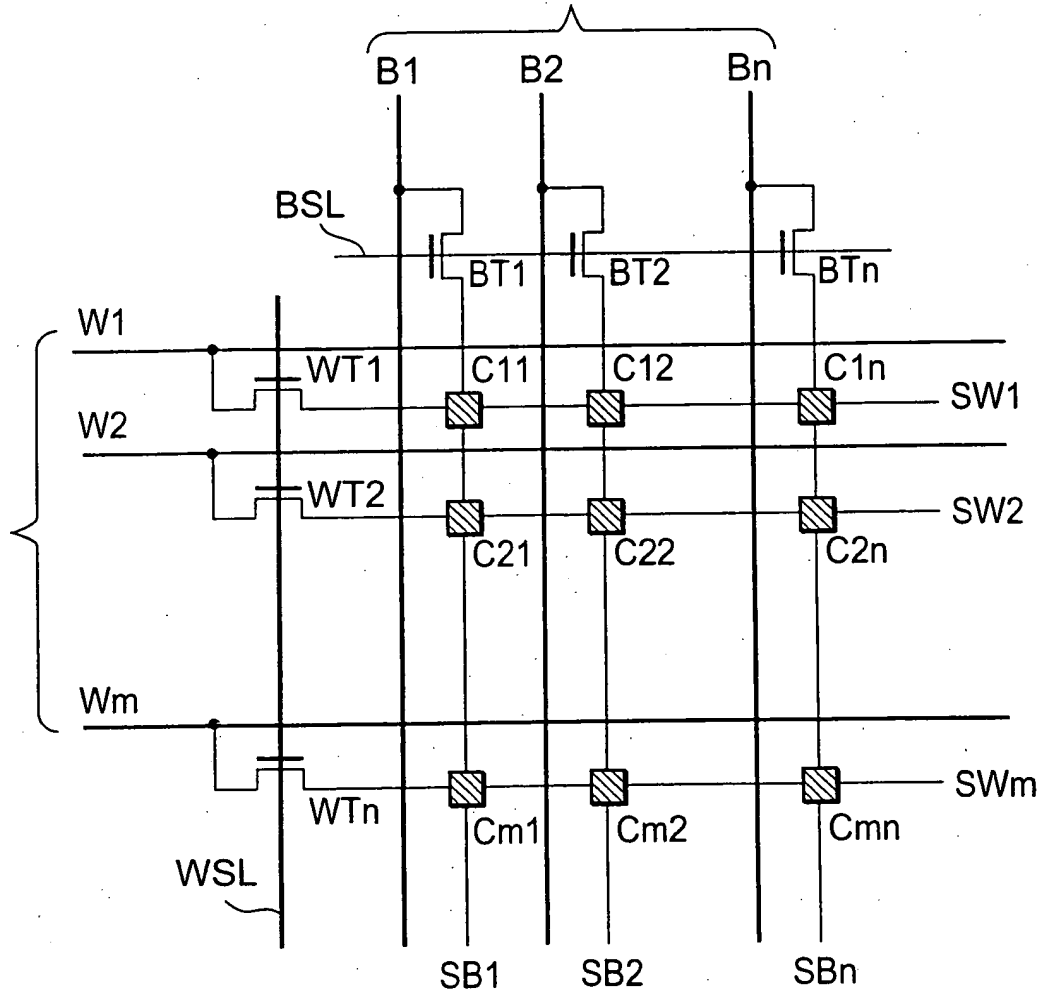 B1 B2 Bn
BSL
BT1 BT2 BTn
W1
WT1 C11 C12 C1n
SW1
W2
WT2
SW2
C21 C22 C2n
Wm
SWm
WTn
Cm1 Cm2 Cmn
WSL
SB1 SB2 SBn